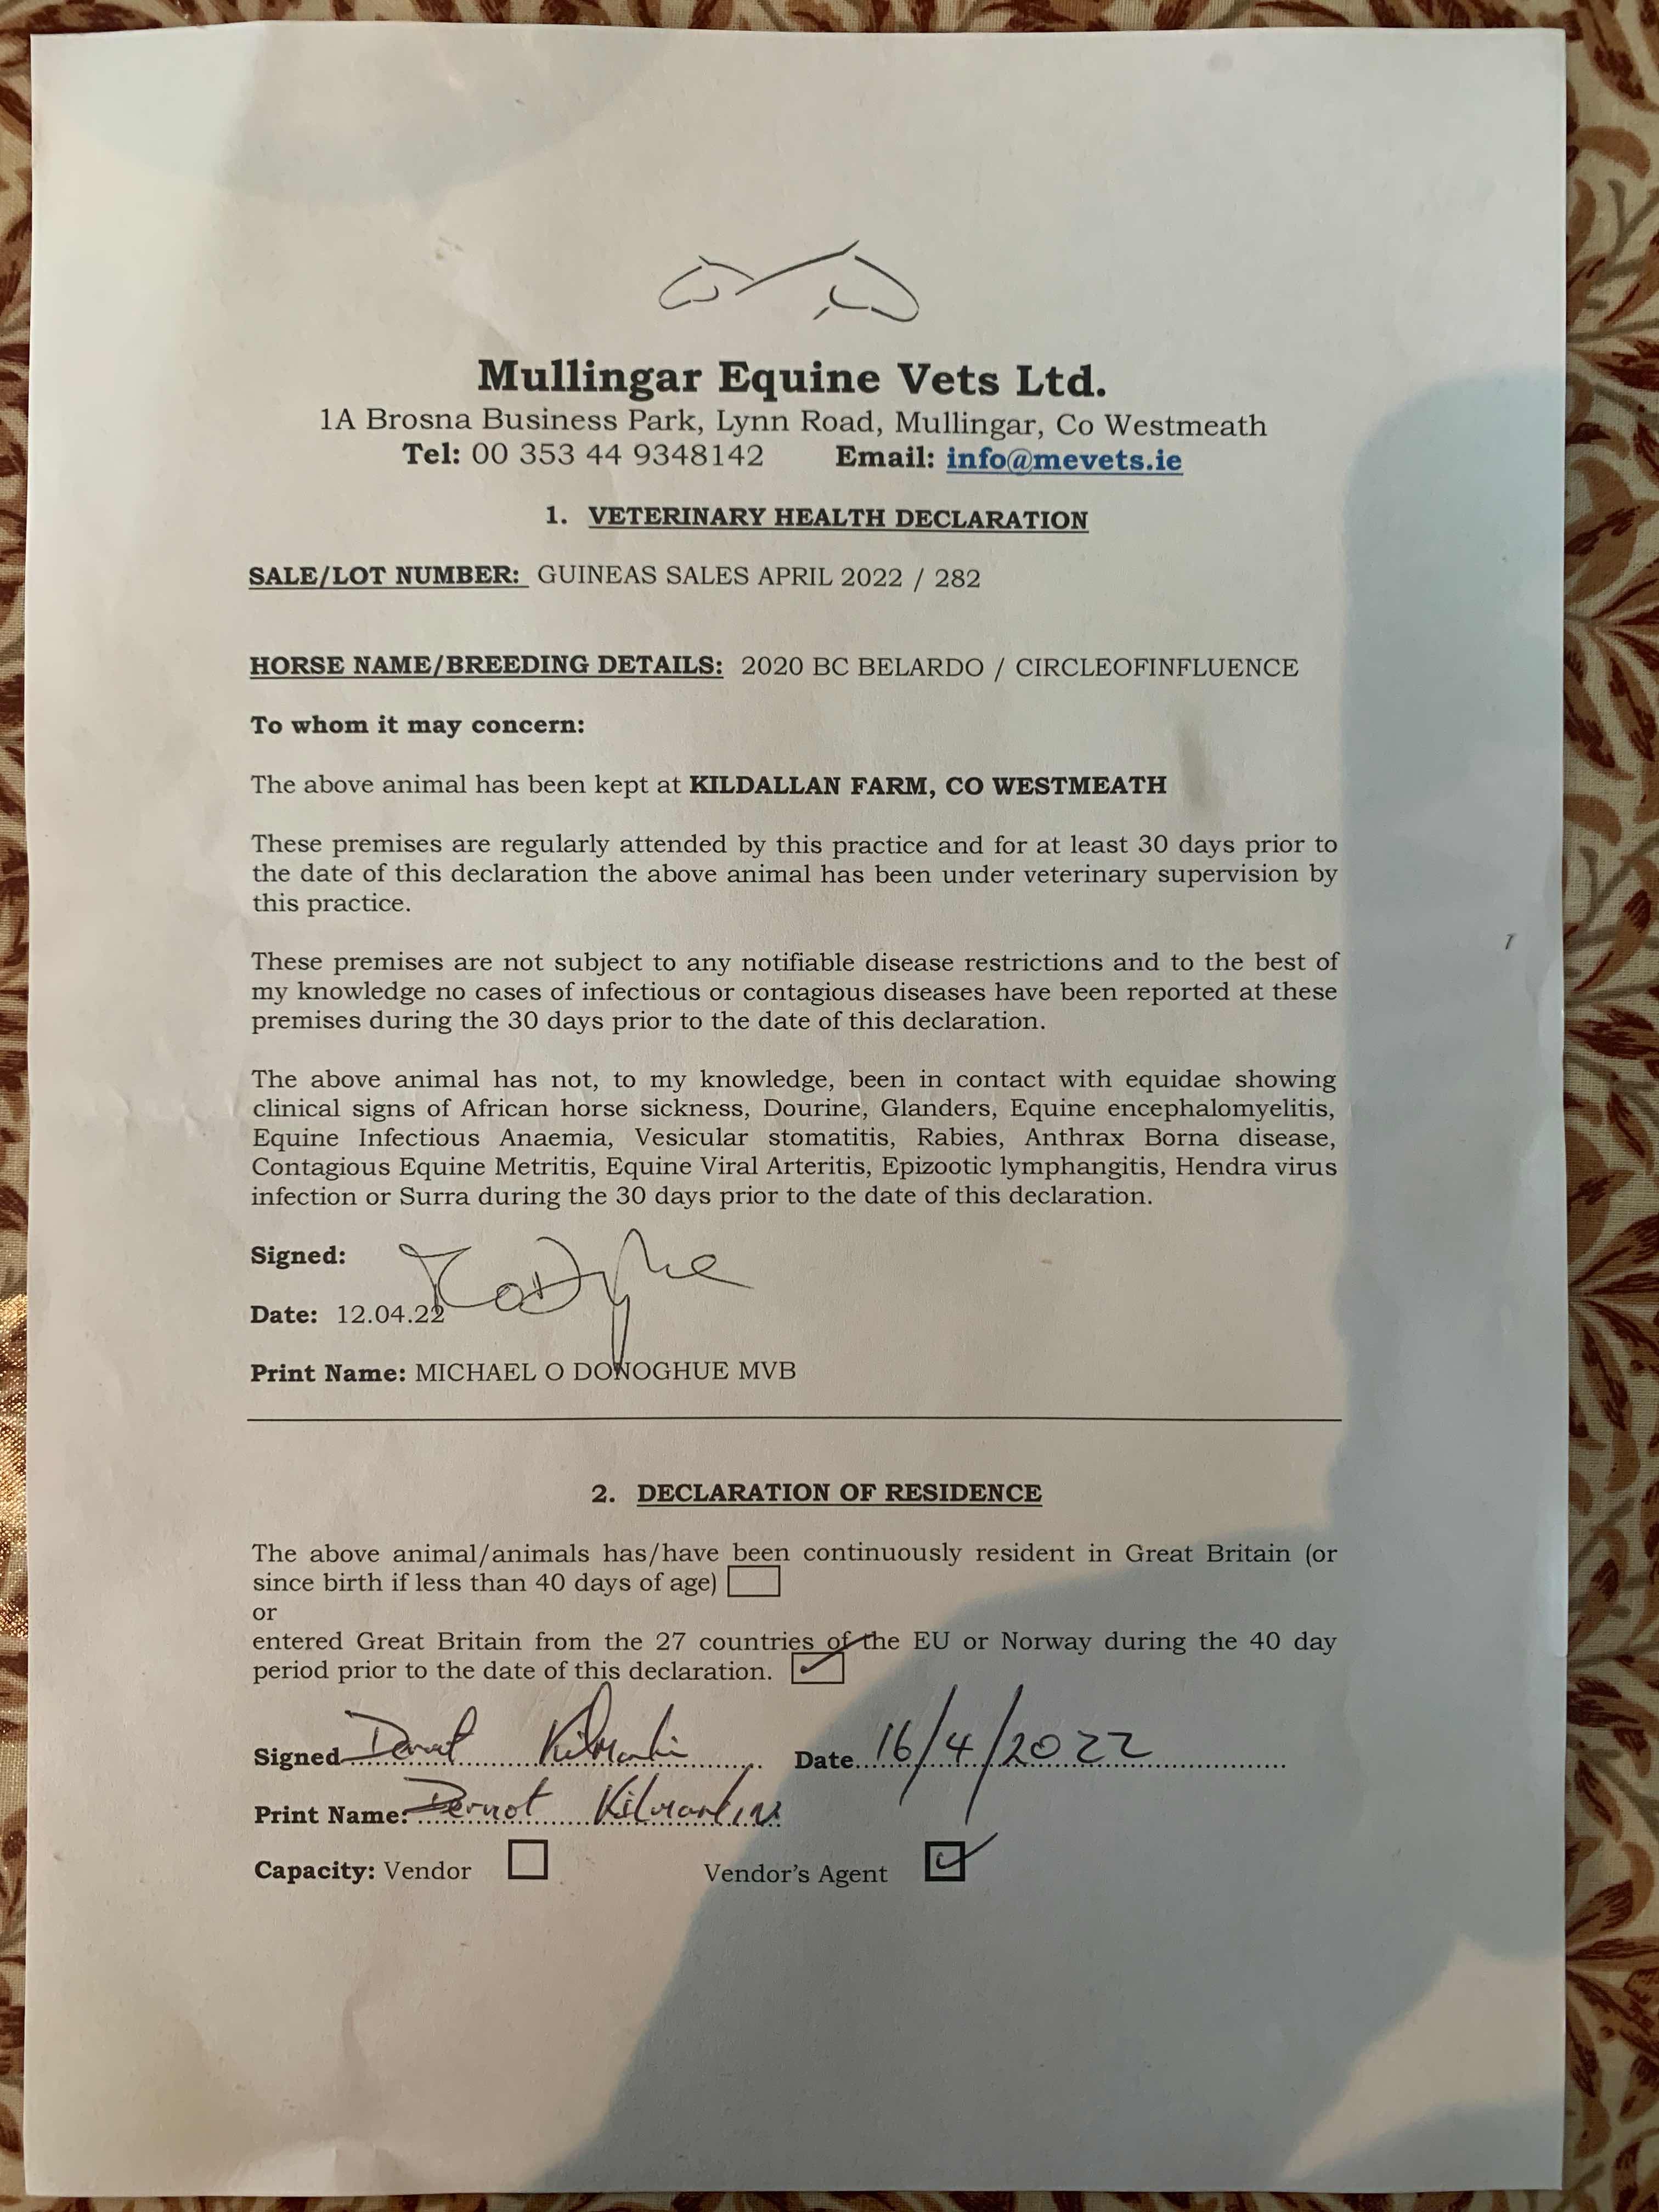 Mullingar Equine Vets Ltd.
1A Brosna Business Park, Lynn Road, Mullingar, Co Westmeath
Tel: 00 353 44 9348142 Email: info@mevets.ie
1. VETERINARY HEALTH DECLARATION
SALE/LOT NUMBER: GUINEAS SALES APRIL 2022 / 282
HORSE NAME/BREEDING DETAILS: 2020 BC BELARDO / CIRCLEOFINFLUENCE
To whom it may concern:
The above animal has been kept at KILDALLAN FARM, CO WESTMEATH
These premises are regularly attended by this practice and for at least 30 days prior to
the date of this declaration the above animal has been under veterinary supervision by
this practice.
These premises are not subject to any notifiable disease restrictions and to the best of
my knowledge no cases of infectious or contagious diseases have been reported at these
premises during the 30 days prior to the date of this declaration.
The above animal has not, to my knowledge, been in contact with equidae showing
clinical signs of African horse sickness, Dourine, Glanders, Equine encephalomyelitis,
Equine Infectious Anaemia, Vesicular stomatitis, Rabies, Anthrax Borna disease,
Contagious Equine Metritis, Equine Viral Arteritis, Epizootic lymphangitis, Hendra virus
infection or Surra during the 30 days prior to the date of this declaration.
Signed:
Date: 12.04.22
Print Name: MICHAEL O DONOGHUE MVB
2. DECLARATION OF RESIDENCE
The above animal/animals has/have been continuously resident in Great Britain (or
since birth if less than 40 days of age)
or
entered Great Britain from the 27 countries of the EU or Norway during the 40 day
period prior to the date of this declaration.
Signed Date 16/4/2022
Print Name: Dermot Kilmartin
Capacity: Vendor Vendor's Agent